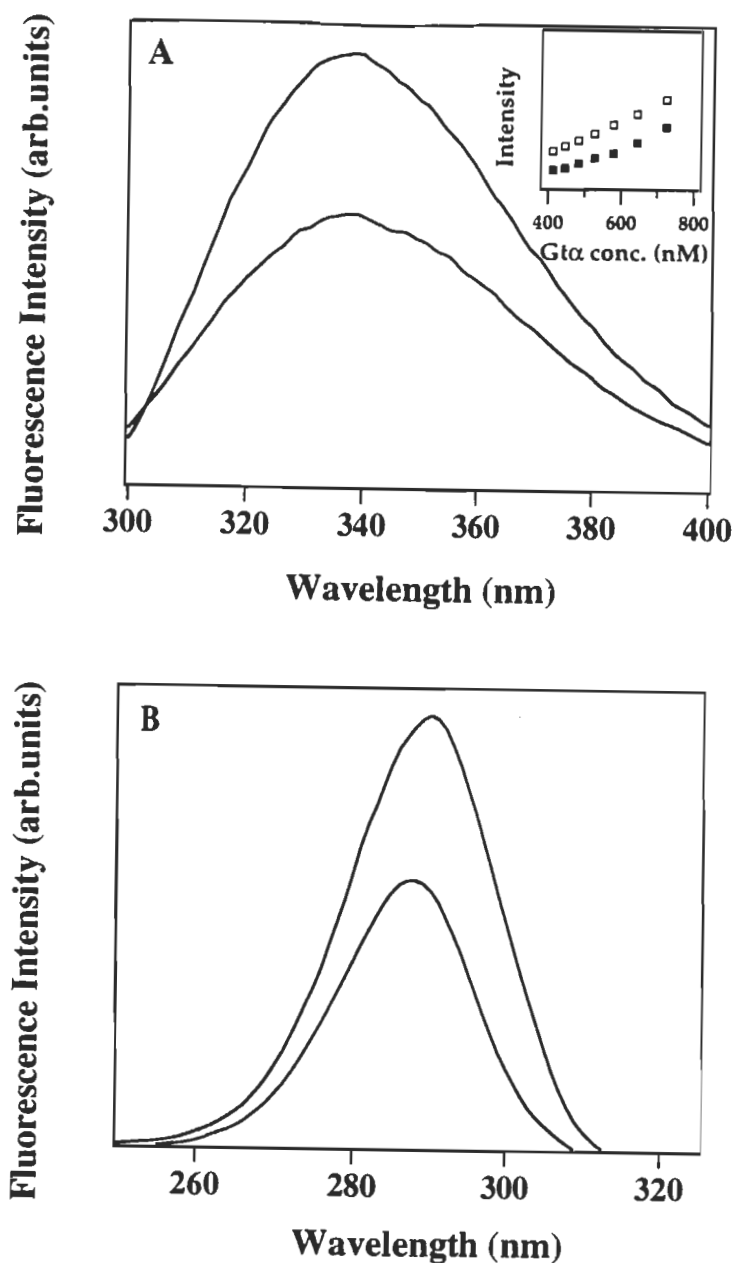 Fluorescence Intensity (arb.units)
A
Intensity
400 600 800
Gtα conc. (nM)
300 320 340 360 380 400
Wavelength (nm)
Fluorescence Intensity (arb.units)
B
260 280 300 320
Wavelength (nm)